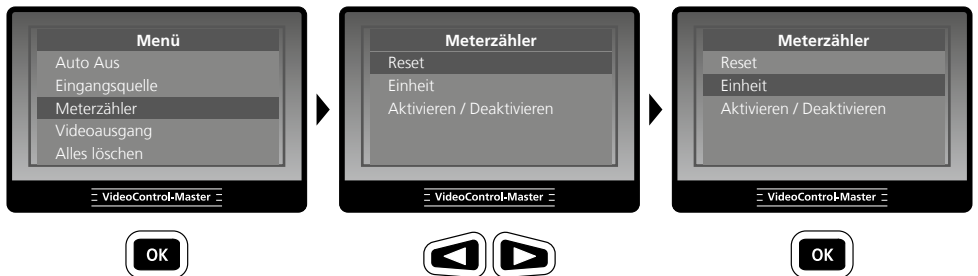 Menü
Auto Aus
Eingangsquelle
Meterzähler
Videoausgang
Alles löschen
VideoControl-Master
OK
Meterzähler
Reset
Einheit
Aktivieren / Deaktivieren
VideoControl-Master
Meterzähler
Reset
Einheit
Aktivieren / Deaktivieren
VideoControl-Master
OK